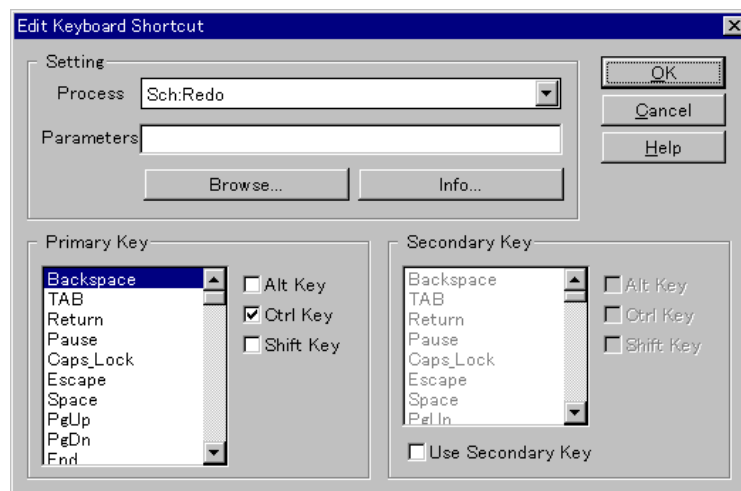 Edit Keyboard Shortcut
Setting
Process Sch:Redo
Parameters
Browse... Info...
OK
Cancel
Help
Primary Key
Backspace
TAB
Return
Pause
Caps_Lock
Escape
Space
PgUp
PgDn
End
Alt Key
Ctrl Key
Shift Key
Secondary Key
Backspace
TAB
Return
Pause
Caps_Lock
Escape
Space
PgUp
Alt Key
Ctrl Key
Shift Key
Use Secondary Key